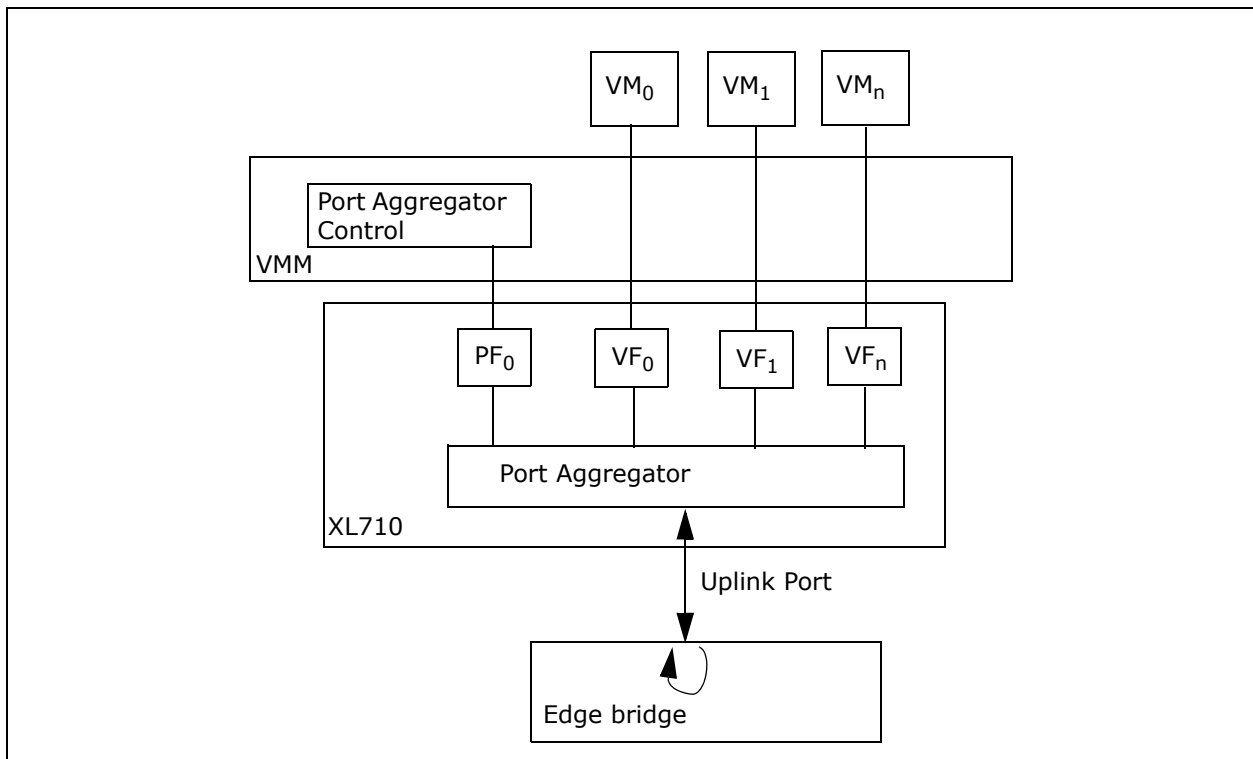 VM0
VM1
VMn
Port Aggregator
Control
VMM
PF0
VF0
VF1
VFn
Port Aggregator
XL710
Uplink Port
Edge bridge